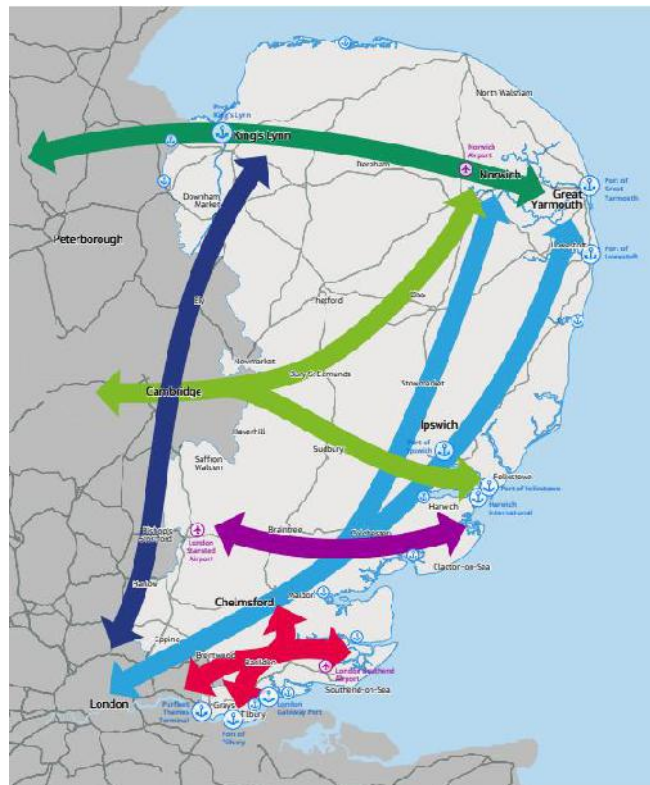 North Walsham
Port of
King's Lynn
King's Lynn
Norwich
Airport
Dereham
Norwich
Great
Yarmouth
Port of
Great
Yarmouth
Downham
Market
Peterborough
Lowestoft
Port of
Lowestoft
Ely
Thetford
Diss
Newmarket
Bury St Edmunds
Cambridge
Stowmarket
Haverhill
Sudbury
Ipswich
Port of
Ipswich
Saffron
Walden
Felixstowe
Port of Felixstowe
Harwich
Harwich
International
Bishop's
Stortford
London
Stansted
Airport
Braintree
Colchester
Clacton-on-Sea
Harlow
Chelmsford
Maldon
Epping
Brentwood
Basildon
London Southend
Airport
Southend-on-Sea
London
Purfleet
Thames
Terminal
Grays
Tilbury
London
Gateway Port
Port of
Tilbury